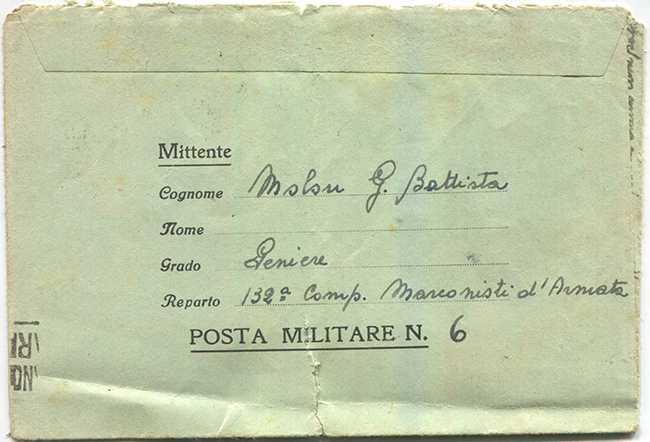 Mittente
Cognome Molon G. Battista
Nome
Grado Geniere
Reparto 132ª Comp. Marconisti d'Armata
POSTA MILITARE N. 6